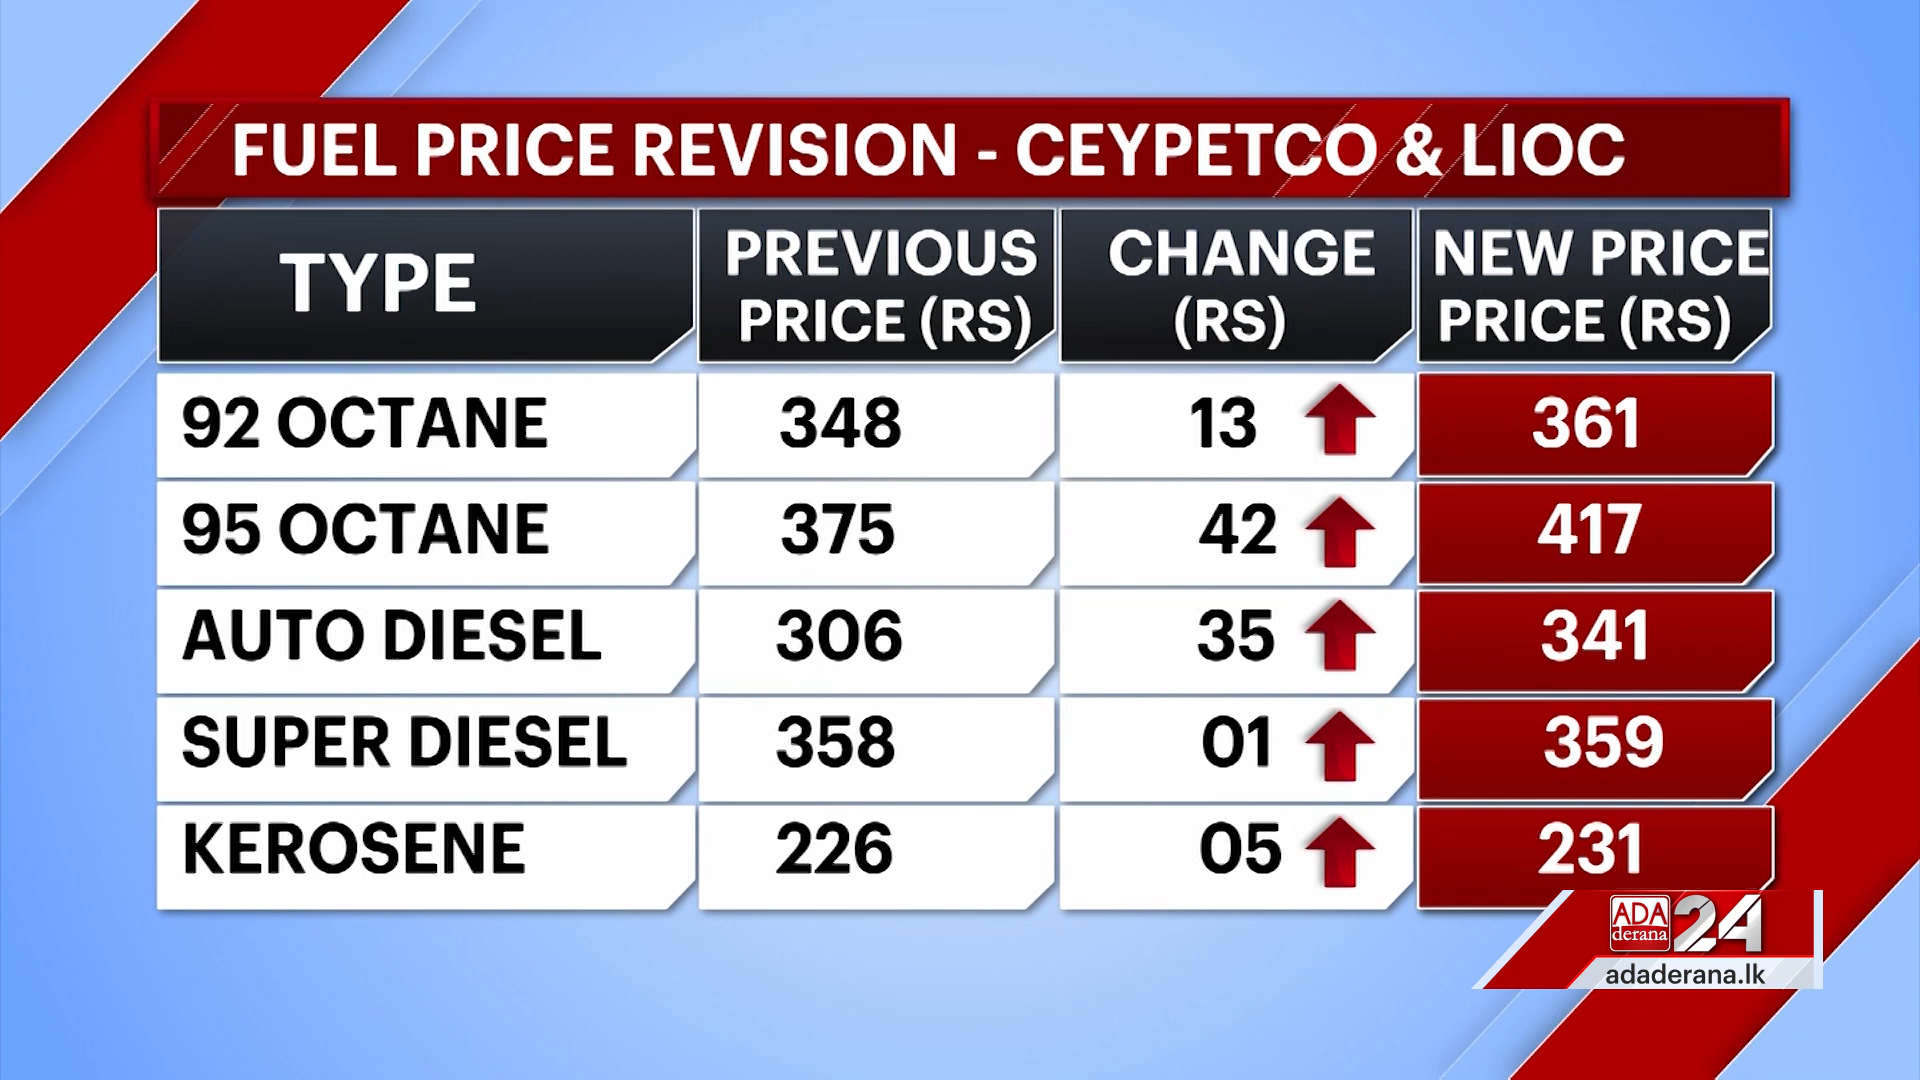 FUEL PRICE REVISION - CEYPETCO & LIOC
TYPE
PREVIOUS
PRICE (RS)
CHANGE
(RS)
NEW PRICE
PRICE (RS)
92 OCTANE 348 13 361
95 OCTANE 375 42 417
AUTO DIESEL 306 35 341
SUPER DIESEL 358 01 359
KEROSENE 226 05 231
ADA
derana
24
adaderana.lk